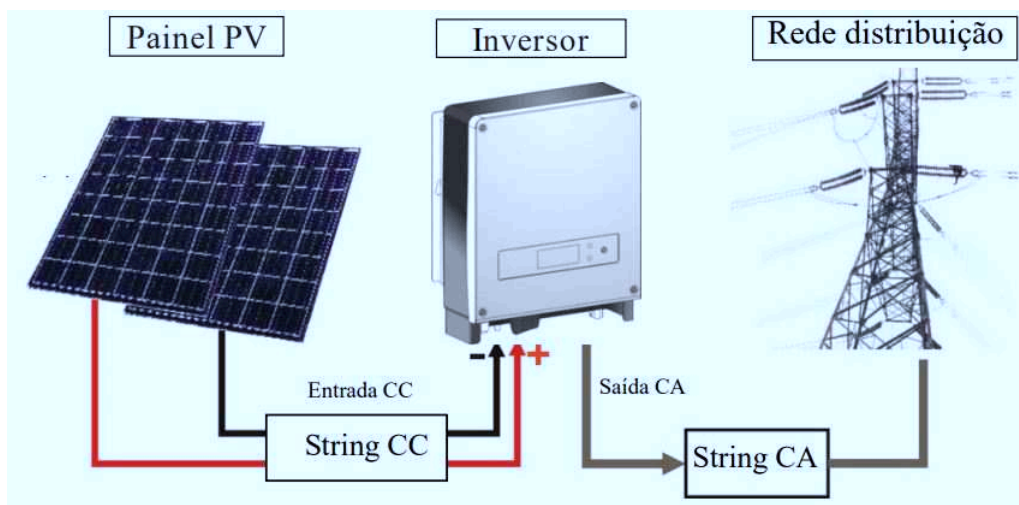 Painel PV
Inversor
Rede distribuição
-
+
Entrada CC
Saída CA
String CC
String CA